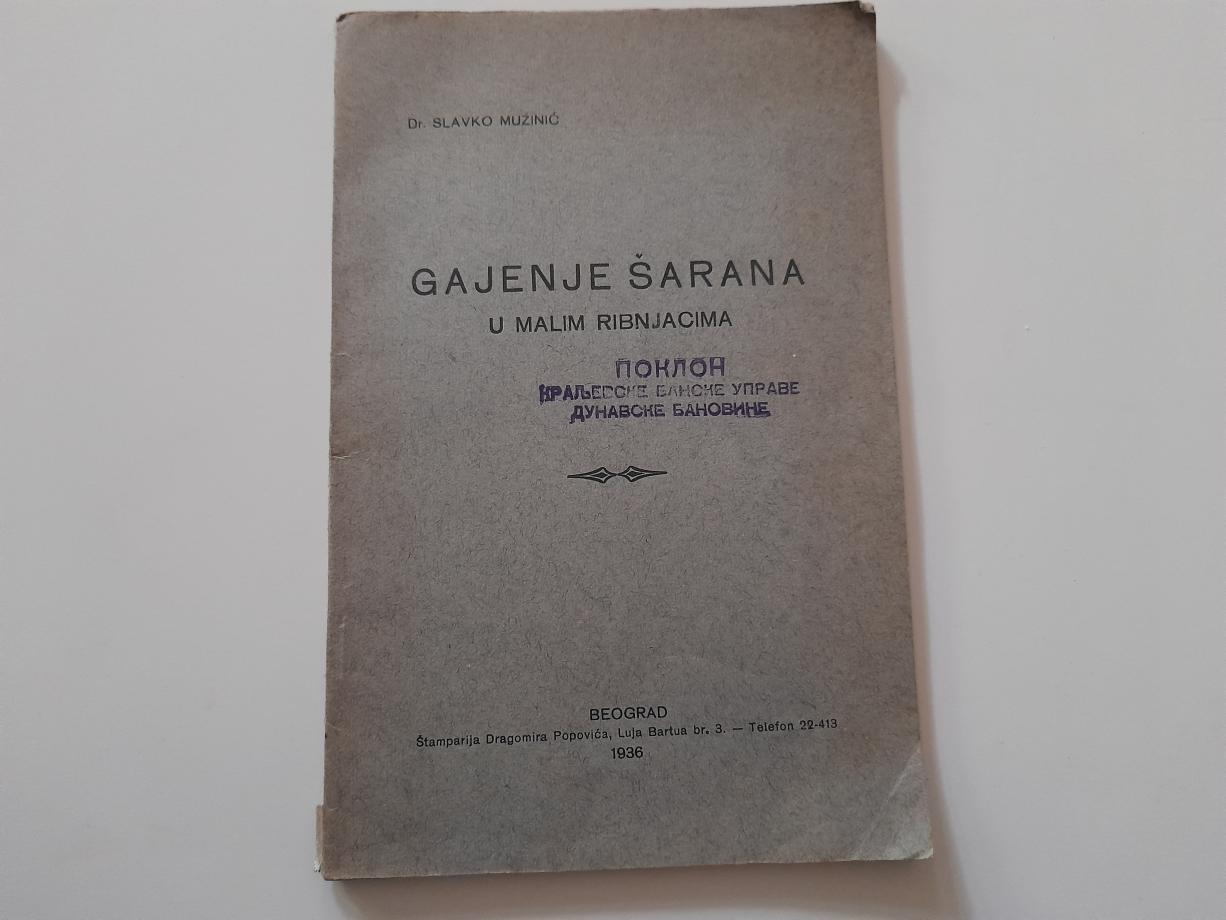 Dr. SLAVKO MUŽINIĆ
GAJENJE ŠARANA
U MALIM RIBNJACIMA
ПОКЛОН
КРАЉЕВСКЕ БАНСКЕ УПРАВЕ
ДУНАВСКЕ БАНОВИНЕ
BEOGRAD
Štamparija Dragomira Popovića, Luja Bartua br. 3. — Telefon 22-413
1936